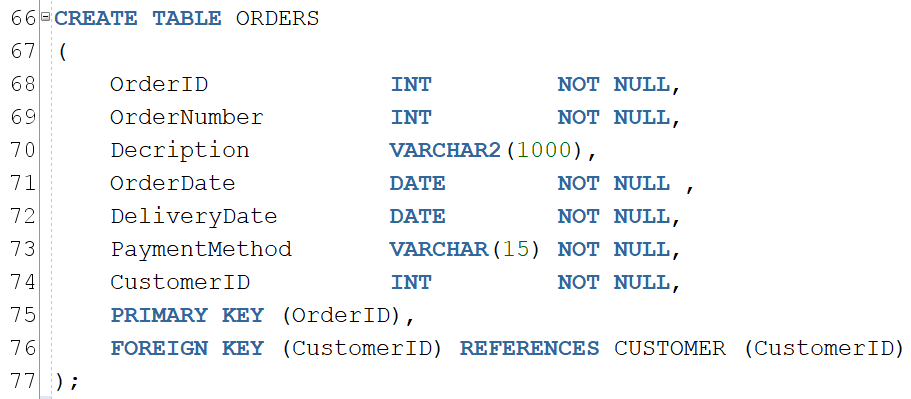 66 CREATE TABLE ORDERS
67 (
68 OrderID INT NOT NULL,
69 OrderNumber INT NOT NULL,
70 Decription VARCHAR2(1000),
71 OrderDate DATE NOT NULL ,
72 DeliveryDate DATE NOT NULL,
73 PaymentMethod VARCHAR(15) NOT NULL,
74 CustomerID INT NOT NULL,
75 PRIMARY KEY (OrderID),
76 FOREIGN KEY (CustomerID) REFERENCES CUSTOMER (CustomerID)
77 );